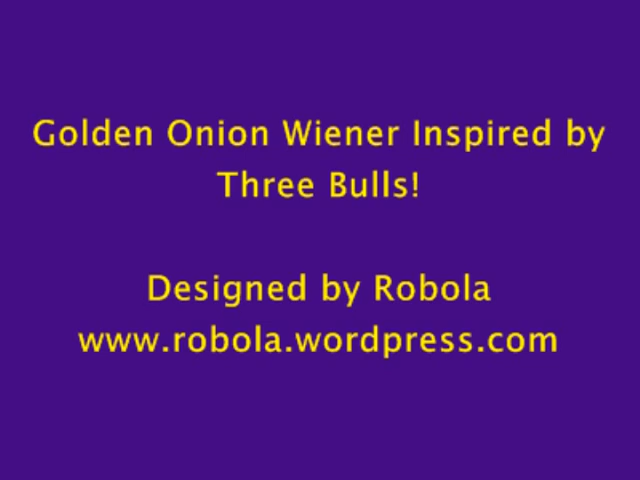 Golden Onion Wiener Inspired by
Three Bulls!
Designed by Robola
www.robola.wordpress.com